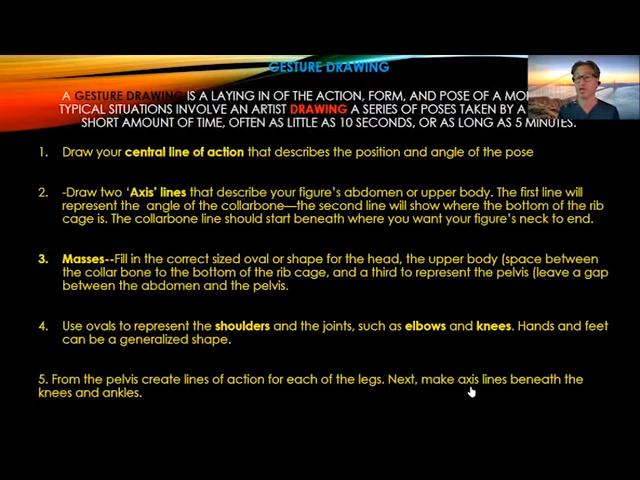 GESTURE DRAWING
A GESTURE DRAWING IS A LAYING IN OF THE ACTION, FORM, AND POSE OF A
TYPICAL SITUATIONS INVOLVE AN ARTIST DRAWING A SERIES OF POSES TAKEN BY A
SHORT AMOUNT OF TIME, OFTEN AS LITTLE AS 10 SECONDS, OR AS LONG AS 5 MINUTES.
1. Draw your central line of action that describes the position and angle of the pose
2. -Draw two ‘Axis’ lines that describe your figure’s abdomen or upper body. The first line will
represent the angle of the collarbone—the second line will show where the bottom of the rib
cage is. The collarbone line should start beneath where you want your figure’s neck to end.
3. Masses--Fill in the correct sized oval or shape for the head, the upper body (space between
the collar bone to the bottom of the rib cage, and a third to represent the pelvis (leave a gap
between the abdomen and the pelvis.
4. Use ovals to represent the shoulders and the joints, such as elbows and knees. Hands and feet
can be a generalized shape.
5. From the pelvis create lines of action for each of the legs. Next, make axis lines beneath the
knees and ankles.